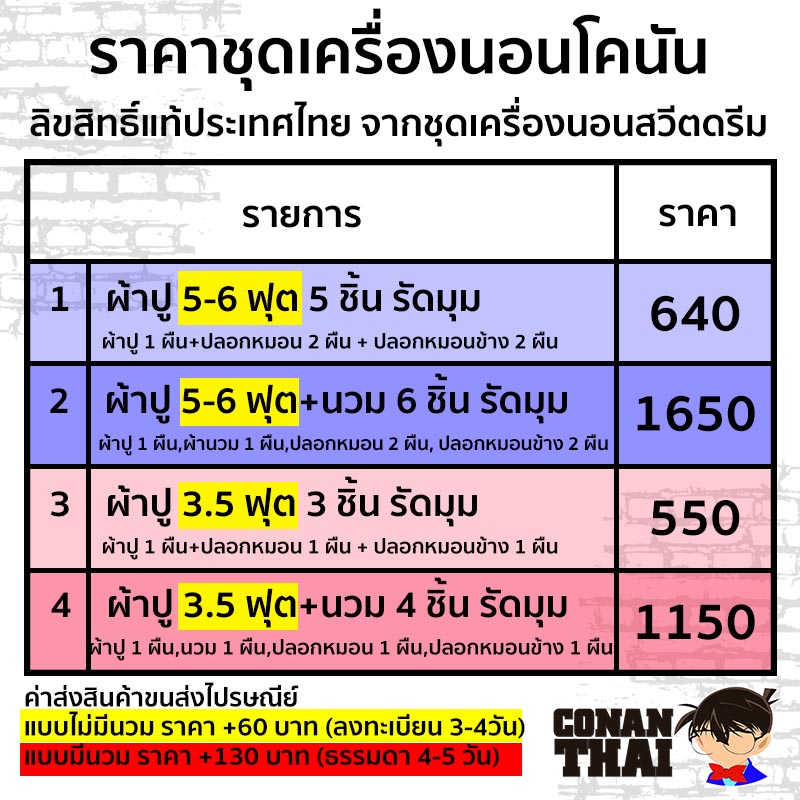 ราคาชุดเครื่องนอนโคนัน
ลิขสิทธิ์แท้ประเทศไทย จากชุดเครื่องนอนสวีตดรีม
รายการ ราคา
1 ผ้าปู 5-6 ฟุต 5 ชิ้น รัดมุม 640
ผ้าปู 1 ผืน+ปลอกหมอน 2 ผืน + ปลอกหมอนข้าง 2 ผืน
2 ผ้าปู 5-6 ฟุต+นวม 6 ชิ้น รัดมุม 1650
ผ้าปู 1 ผืน,ผ้านวม 1 ผืน,ปลอกหมอน 2 ผืน, ปลอกหมอนข้าง 2 ผืน
3 ผ้าปู 3.5 ฟุต 3 ชิ้น รัดมุม 550
ผ้าปู 1 ผืน+ปลอกหมอน 1 ผืน + ปลอกหมอนข้าง 1 ผืน
4 ผ้าปู 3.5 ฟุต+นวม 4 ชิ้น รัดมุม 1150
ผ้าปู 1 ผืน,นวม 1 ผืน,ปลอกหมอน 1 ผืน,ปลอกหมอนข้าง 1 ผืน
ค่าส่งสินค้าขนส่งไปรษณีย์
แบบไม่มีนวม ราคา +60 บาท (ลงทะเบียน 3-4วัน)
แบบมีนวม ราคา +130 บาท (ธรรมดา 4-5 วัน)
CONAN
THAI